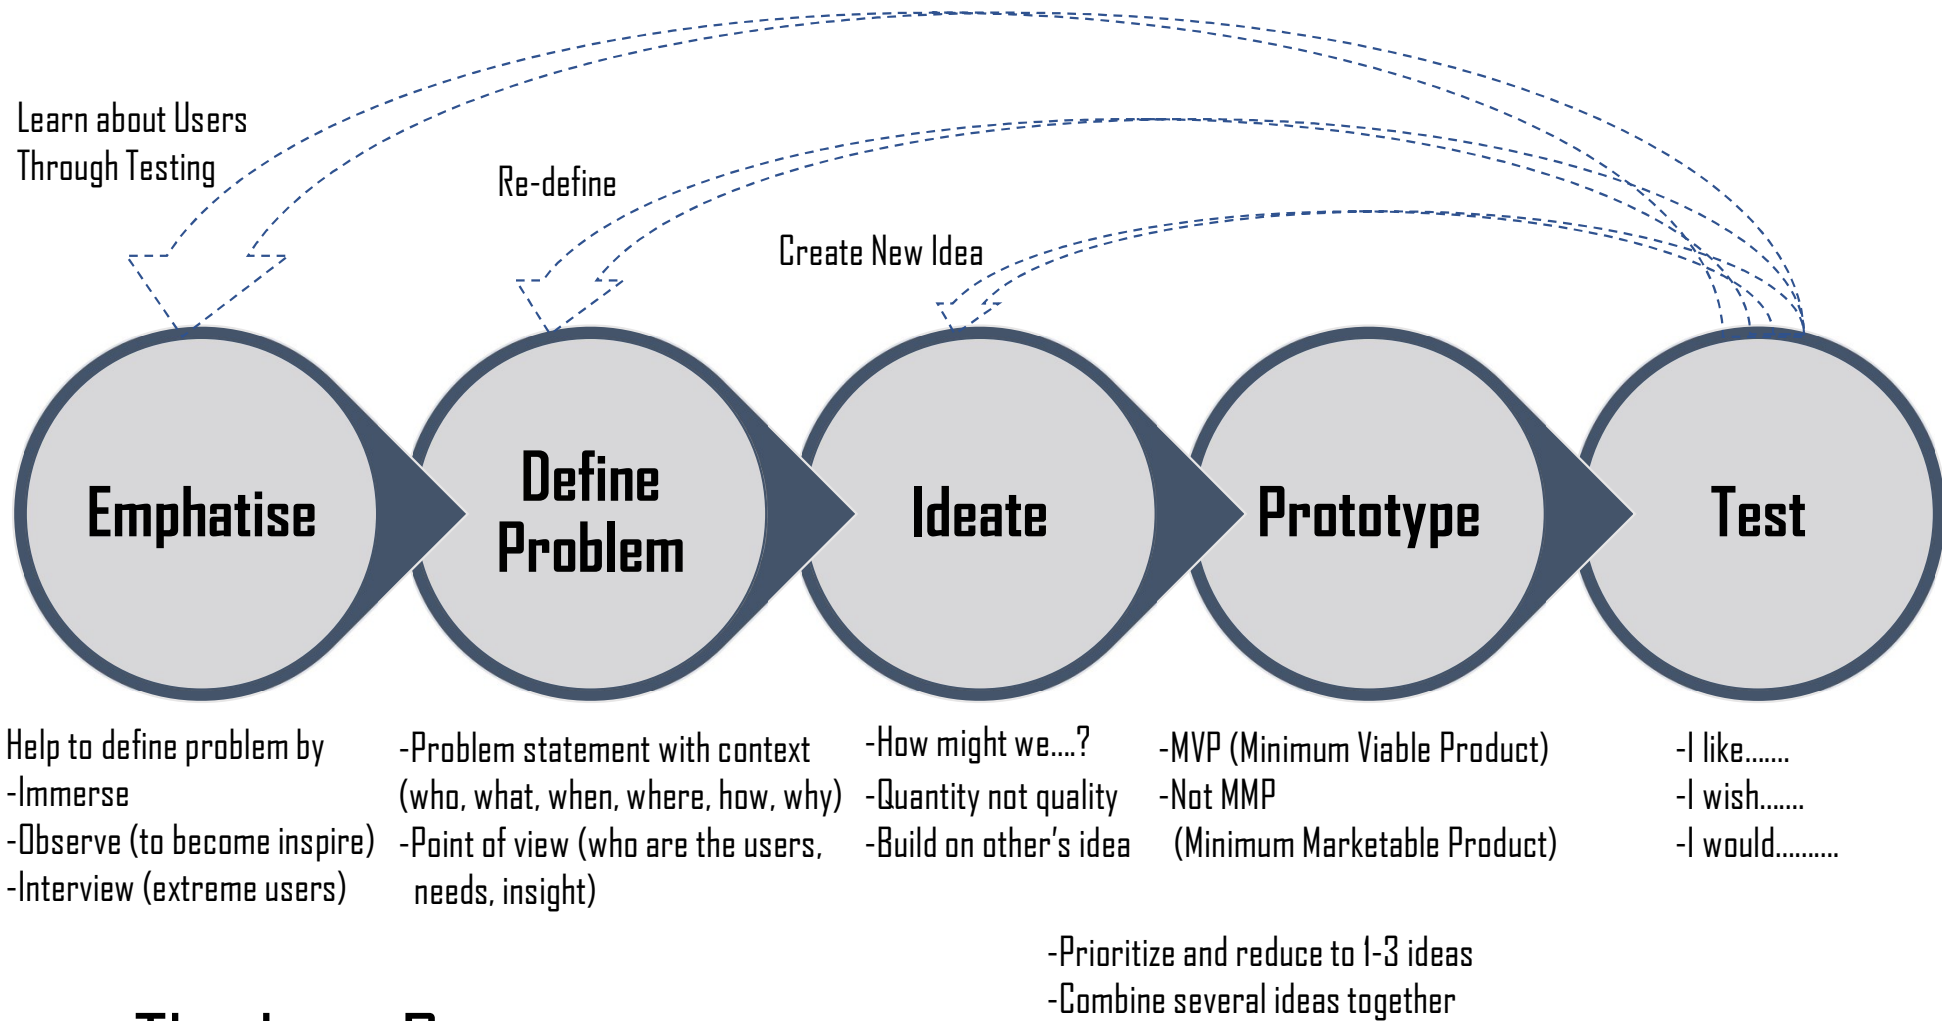 Learn about Users
Through Testing
Re-define
Create New Idea
Emphatise
Define
Problem
Ideate
Prototype
Test
Help to define problem by
-Immerse
-Observe (to become inspire)
-Interview (extreme users)
-Problem statement with context
(who, what, when, where, how, why)
-Point of view (who are the users,
needs, insight)
-How might we....?
-Quantity not quality
-Build on other's idea
-MVP (Minimum Viable Product)
-Not MMP
(Minimum Marketable Product)
-I like.......
-I wish.......
-I would..........
-Prioritize and reduce to 1-3 ideas
-Combine several ideas together